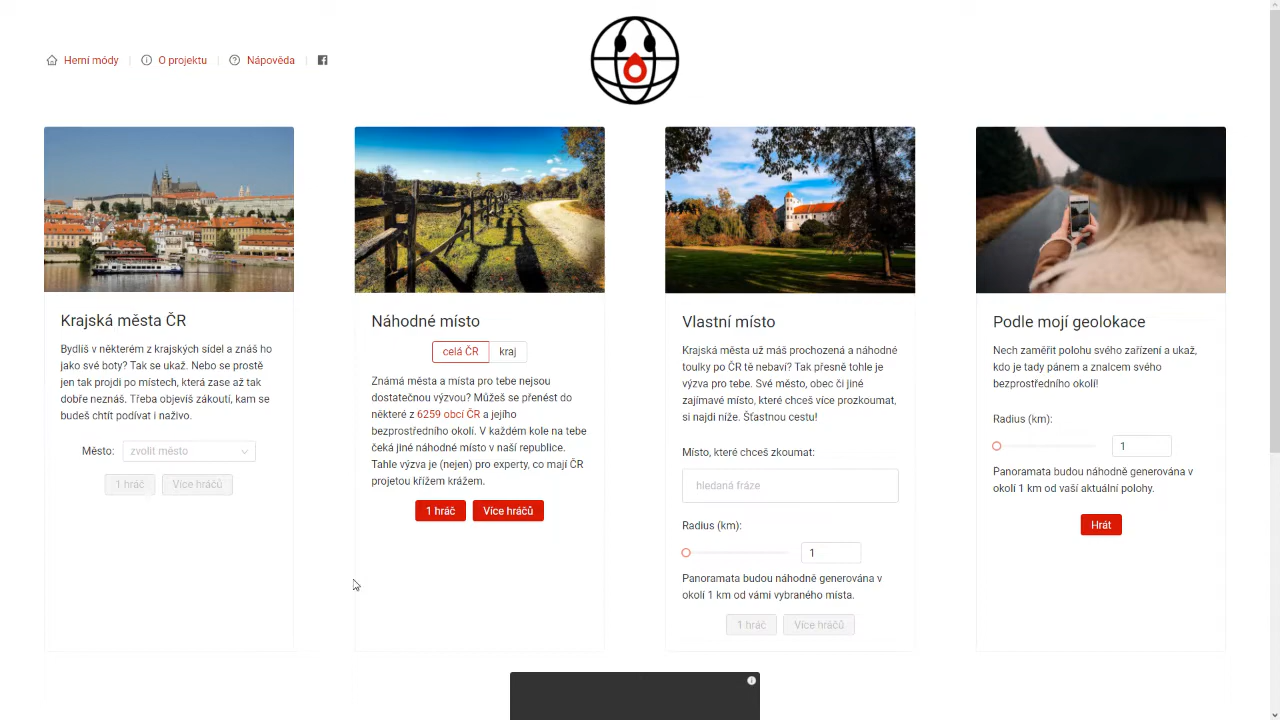 Herní módy
O projektu
Nápověda
Krajská města ČR
Bydlíš v některém z krajských sídel a znáš ho
jako své boty? Tak se ukaž. Nebo se prostě
jen tak projdi po místech, která zase až tak
dobře neznáš. Třeba objevíš zákoutí, kam se
budeš chtít podívat i naživo.
Město:
zvolit město
1 hráč
Více hráčů
Náhodné místo
celá ČR
kraj
Známá města a místa pro tebe nejsou
dostatečnou výzvou? Můžeš se přenést do
některé z 6259 obcí ČR a jejího
bezprostředního okolí. V každém kole na tebe
čeká jiné náhodné místo v naší republice.
Tahle výzva je (nejen) pro experty, co mají ČR
projetou křížem krážem.
1 hráč
Více hráčů
Vlastní místo
Krajská města už máš prochozená a náhodné
toulky po ČR tě nebaví? Tak přesně tohle je
výzva pro tebe. Své město, obec či jiné
zajímavé místo, které chceš více prozkoumat,
si najdi níže. Šťastnou cestu!
Místo, které chceš zkoumat:
hledaná fráze
Radius (km):
1
Panoramata budou náhodně generována v
okolí 1 km od vámi vybraného místa.
1 hráč
Více hráčů
Podle mojí geolokace
Nech zaměřit polohu svého zařízení a ukaž,
kdo je tady pánem a znalcem svého
bezprostředního okolí!
Radius (km):
1
Panoramata budou náhodně generována v
okolí 1 km od vaší aktuální polohy.
Hrát